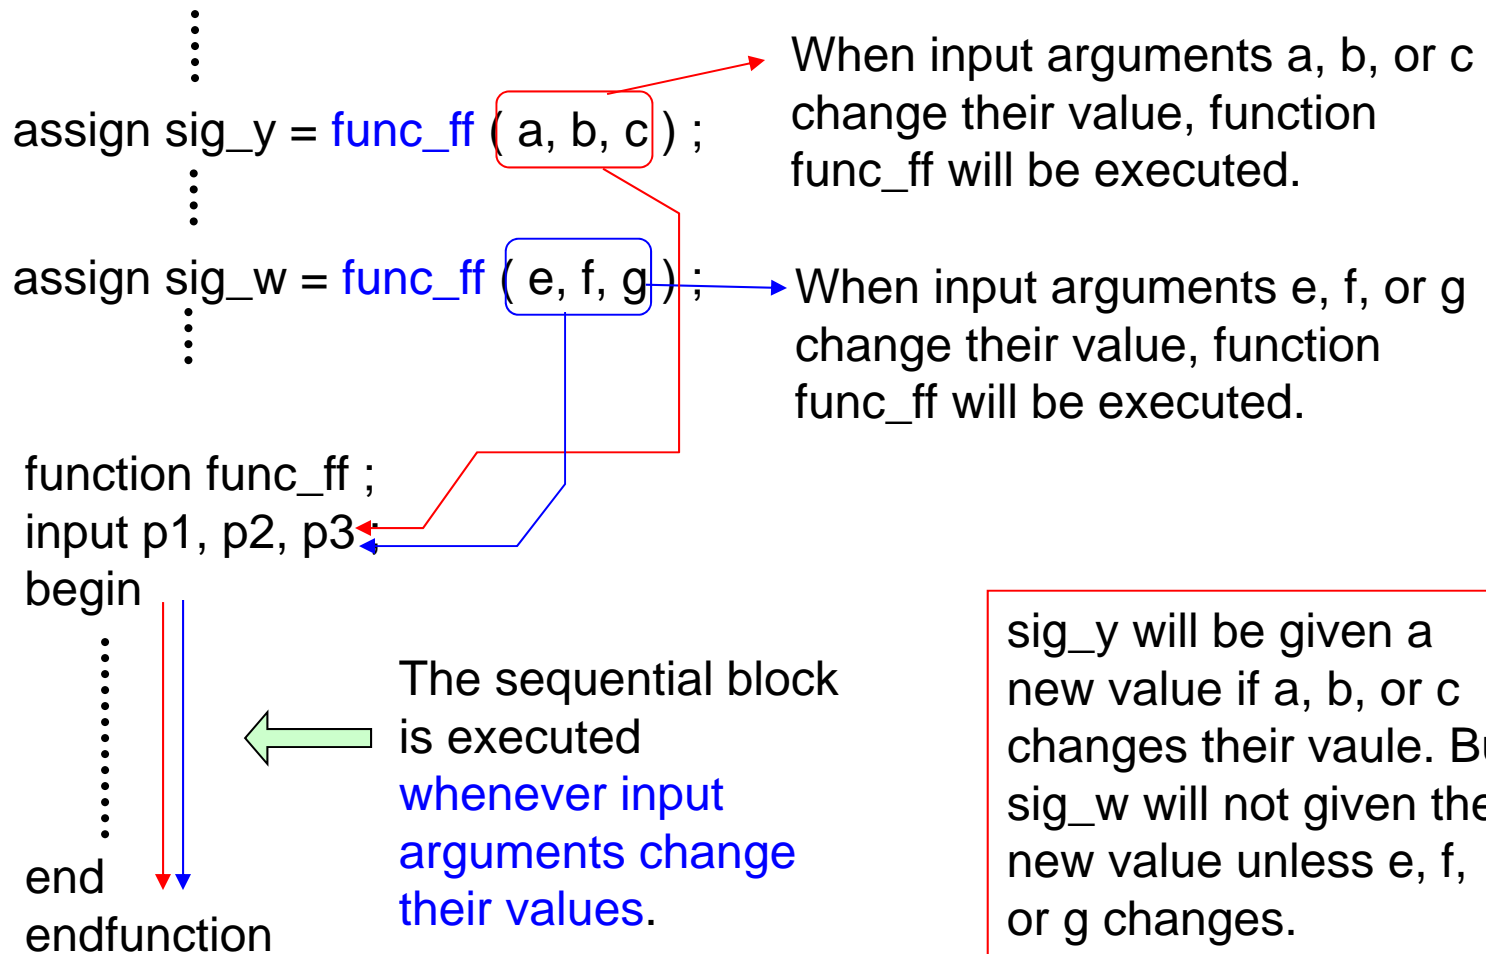 assign sig_y = func_ff ( a, b, c ) ;
When input arguments a, b, or c
change their value, function
func_ff will be executed.
assign sig_w = func_ff ( e, f, g ) ;
When input arguments e, f, or g
change their value, function
func_ff will be executed.
function func_ff ;
input p1, p2, p3 ;
begin
end
endfunction
The sequential block
is executed
whenever input
arguments change
their values.
sig_y will be given a
new value if a, b, or c
changes their vaule. Bu
sig_w will not given the
new value unless e, f,
or g changes.